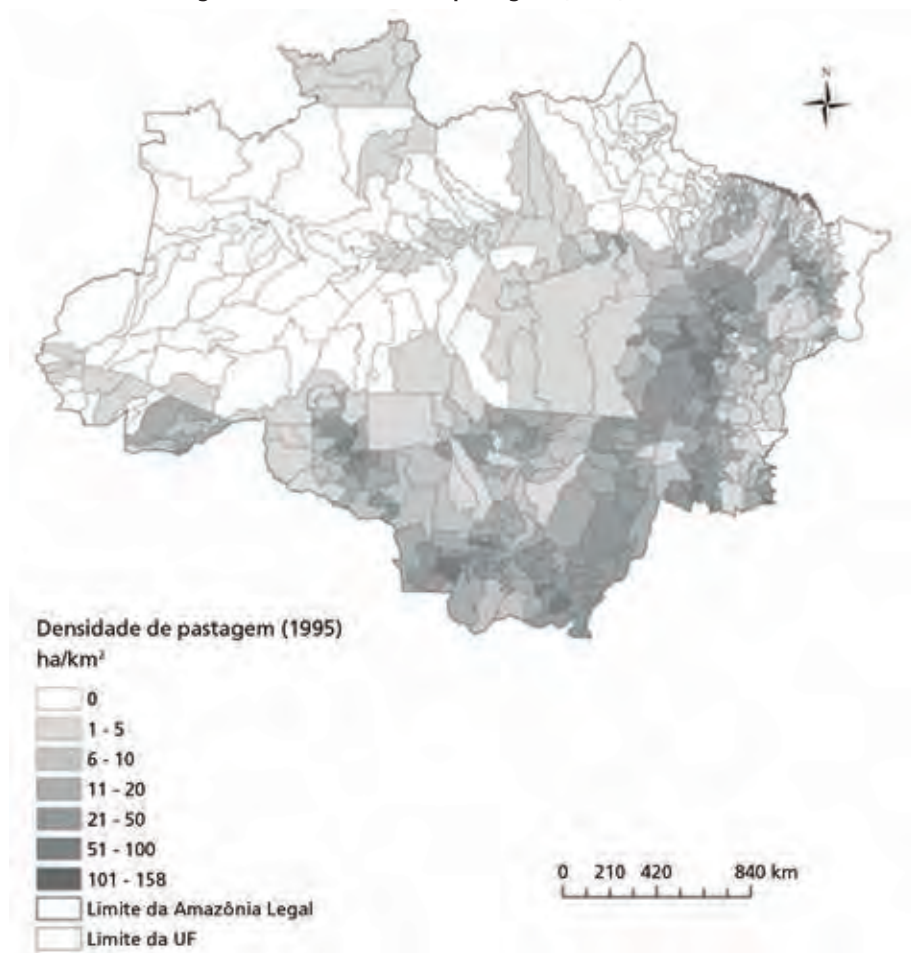 N
Densidade de pastagem (1995)
ha/km²
0
1 - 5
6 - 10
11 - 20
21 - 50
51 - 100
101 - 158
Limite da Amazônia Legal
Limite da UF
0 210 420 840 km